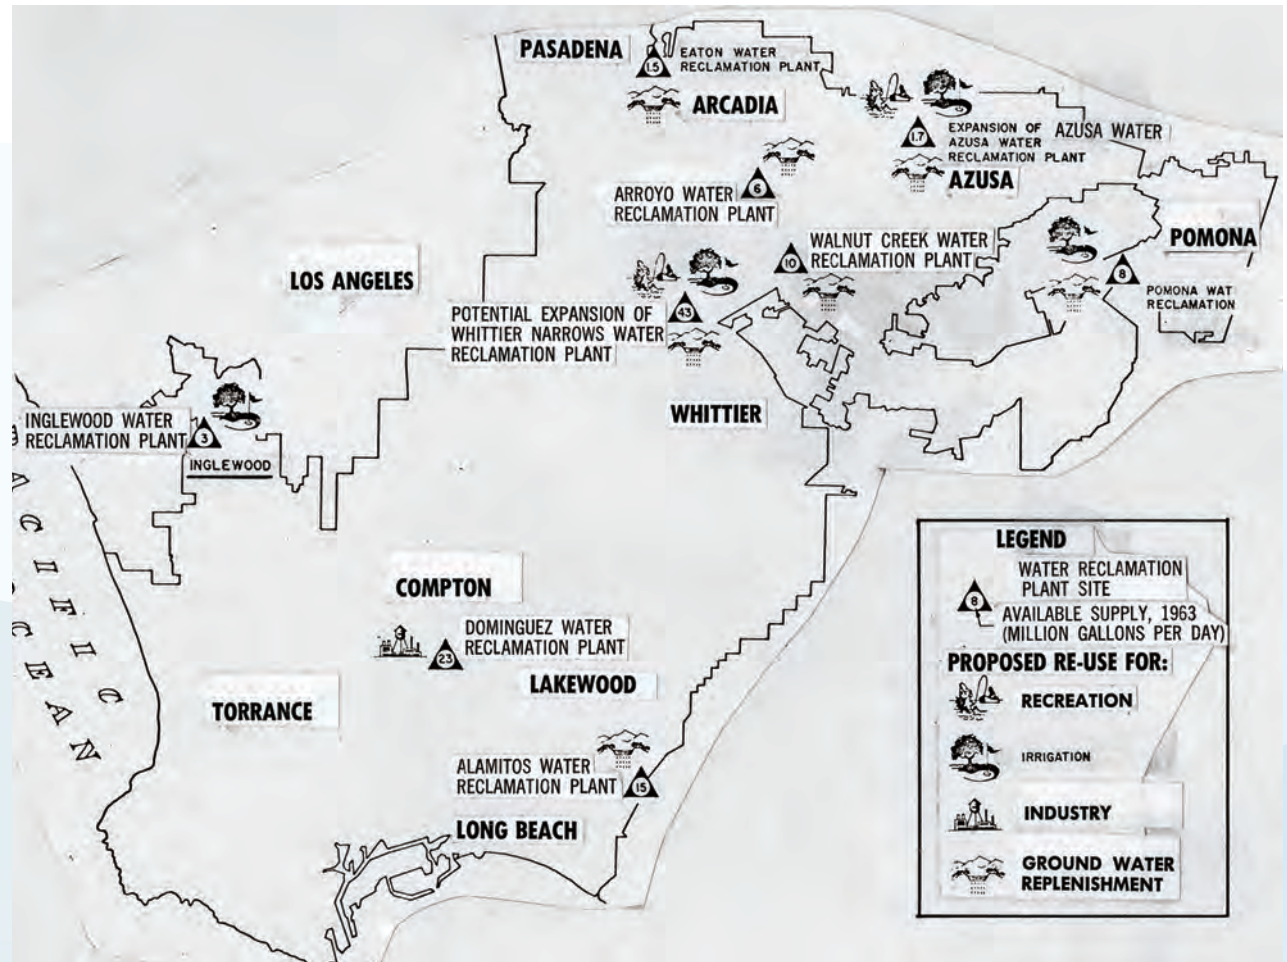 PASADENA
1.5
EATON WATER
RECLAMATION PLANT
ARCADIA
1.7
EXPANSION OF
AZUSA WATER
RECLAMATION PLANT
AZUSA WATER
AZUSA
ARROYO WATER
RECLAMATION PLANT
6
WALNUT CREEK WATER
RECLAMATION PLANT
10
POMONA
8
POMONA WAT
RECLAMATION
LOS ANGELES
POTENTIAL EXPANSION OF
WHITTIER NARROWS WATER
RECLAMATION PLANT
43
WHITTIER
INGLEWOOD WATER
RECLAMATION PLANT
3
INGLEWOOD
PACIFIC
OCEAN
COMPTON
DOMINGUEZ WATER
RECLAMATION PLANT
23
LAKEWOOD
TORRANCE
ALAMITOS WATER
RECLAMATION PLANT
15
LONG BEACH
LEGEND
8
WATER RECLAMATION
PLANT SITE
AVAILABLE SUPPLY, 1963
(MILLION GALLONS PER DAY)
PROPOSED RE-USE FOR:
RECREATION
IRRIGATION
INDUSTRY
GROUND WATER
REPLENISHMENT